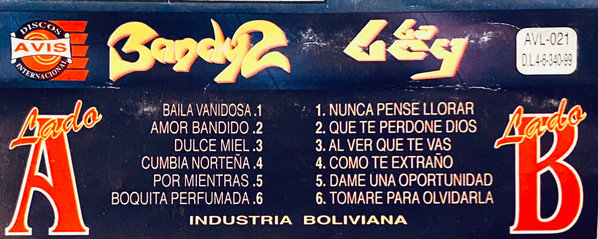 DISCOS
AVIS
INTERNACIONAL
Bandy2
La Ley
AVL-021
D.L.4-6-340-99
Lado
A
BAILA VANIDOSA .1
AMOR BANDIDO .2
DULCE MIEL .3
CUMBIA NORTEÑA .4
POR MIENTRAS .5
BOQUITA PERFUMADA .6
1. NUNCA PENSE LLORAR
2. QUE TE PERDONE DIOS
3. AL VER QUE TE VAS
4. COMO TE EXTRAÑO
5. DAME UNA OPORTUNIDAD
6. TOMARE PARA OLVIDARLA
Lado
B
INDUSTRIA BOLIVIANA